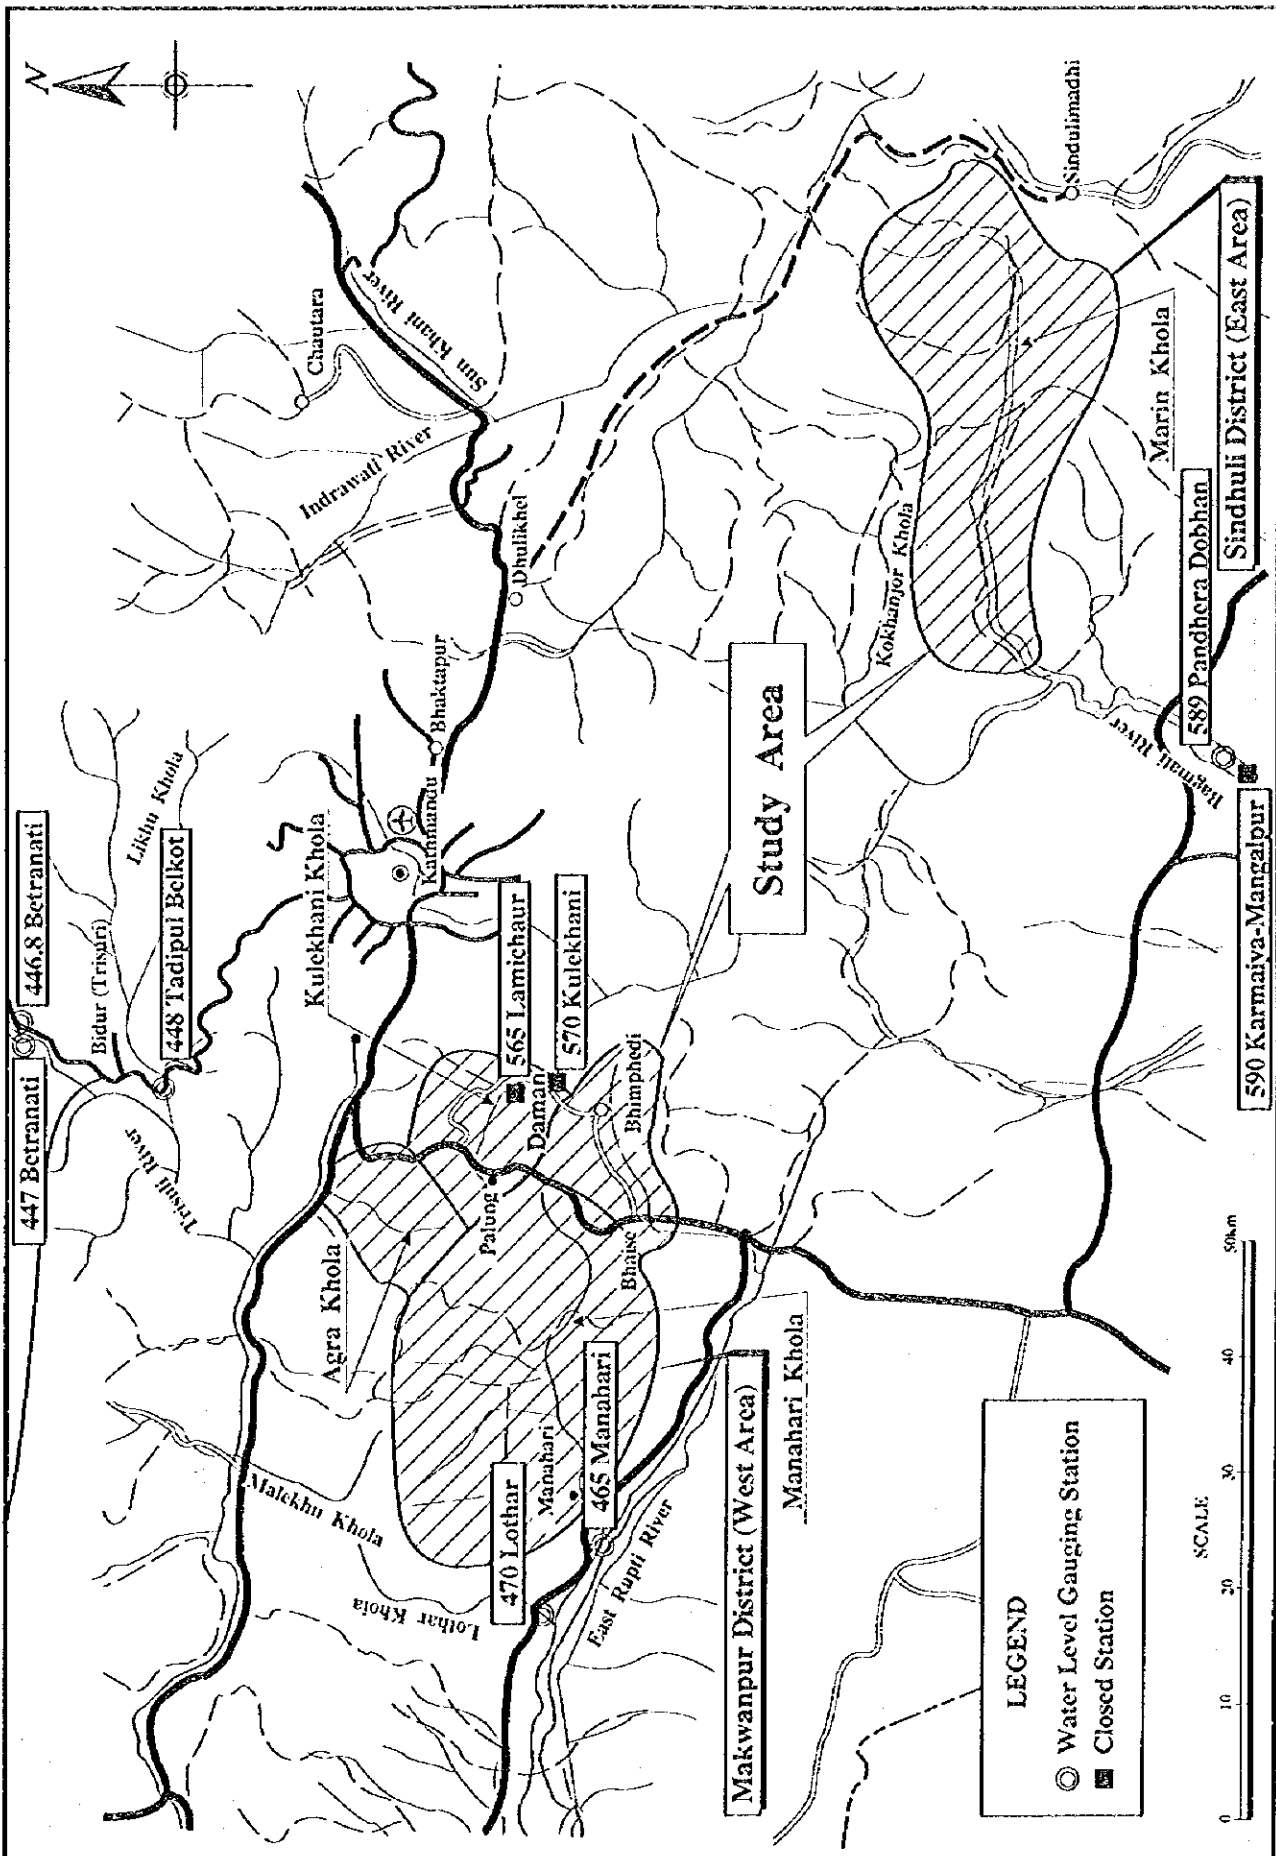 N
446.8 Betranati
447 Betranati
Bidur (Trisuri)
Likhu Khola
448 Tadipul Belkot
Trisuli River
Chautara
Sun Khani River
Indrawati River
Kulekhani Khola
Kathmandu
Bhaktapur
Dhulikhel
Agra Khola
565 Lamichaur
570 Kulekhani
Palung
Daman
Bhimphedi
Bhaise
Malekhu Khola
Lothar Khola
470 Lothar
Manahari
465 Manahari
East Rapti River
Makwanpur District (West Area)
Manahari Khola
Study Area
Kokhanjor Khola
Marin Khola
Sindulimadhi
Sindhuli District (East Area)
589 Pandhera Dobhan
Bagmati River
590 Karmaiya-Mangalpur
LEGEND
Water Level Gauging Station
Closed Station
SCALE
0 10 20 30 40 50km